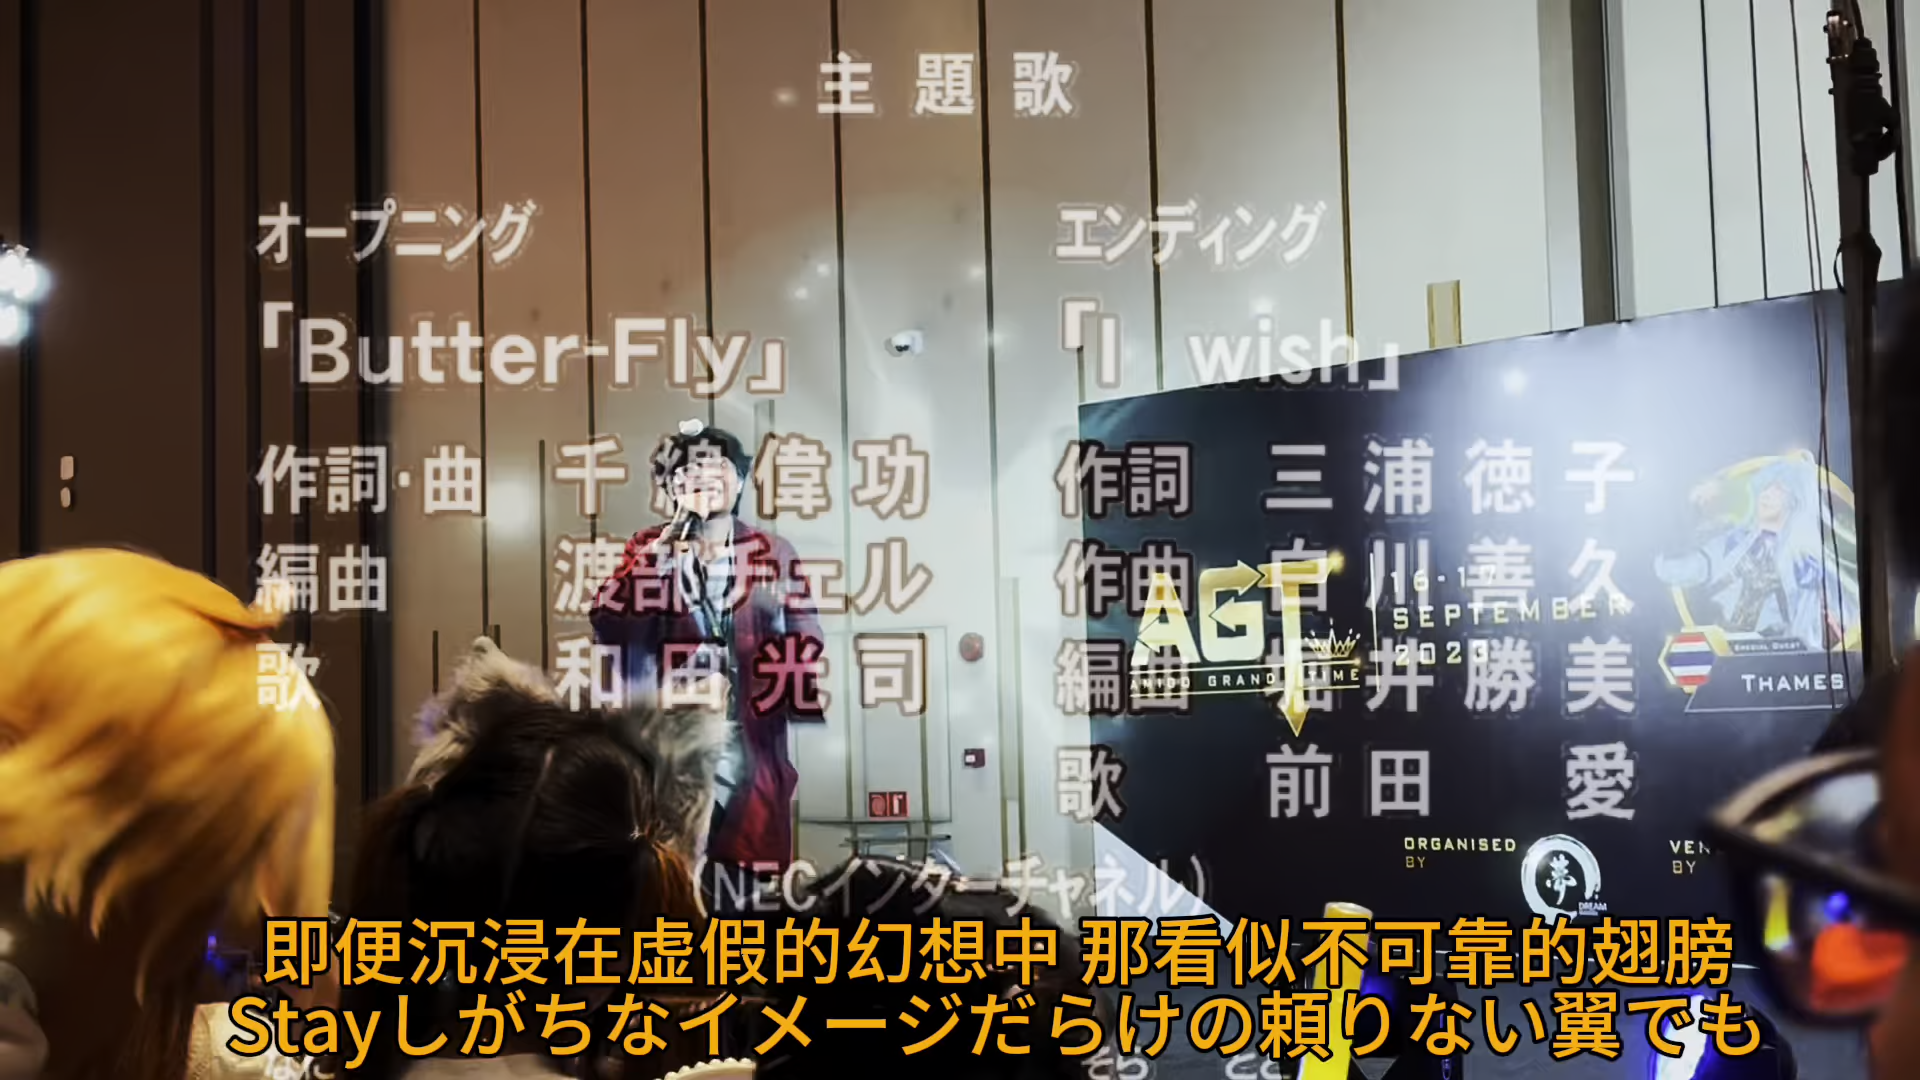 主題歌
オープニング
「Butter-Fly」
作詞・曲 千綿偉功
編曲 渡部チェル
歌 和田光司
エンディング
「I wish」
作詞 三浦徳子
作曲 白川善久
編曲 堀井勝美
歌 前田 愛
(NECインターチャネル)
AGT
ANIGO GRAND TIME
16-17
SEPTEMBER
2023
SPECIAL GUEST
THAMES
ORGANISED
BY
夢
DREAM
VEN
BY
即便沉浸在虚假的幻想中 那看似不可靠的翅膀
Stayしがちなイメージだらけの頼りない翼でも